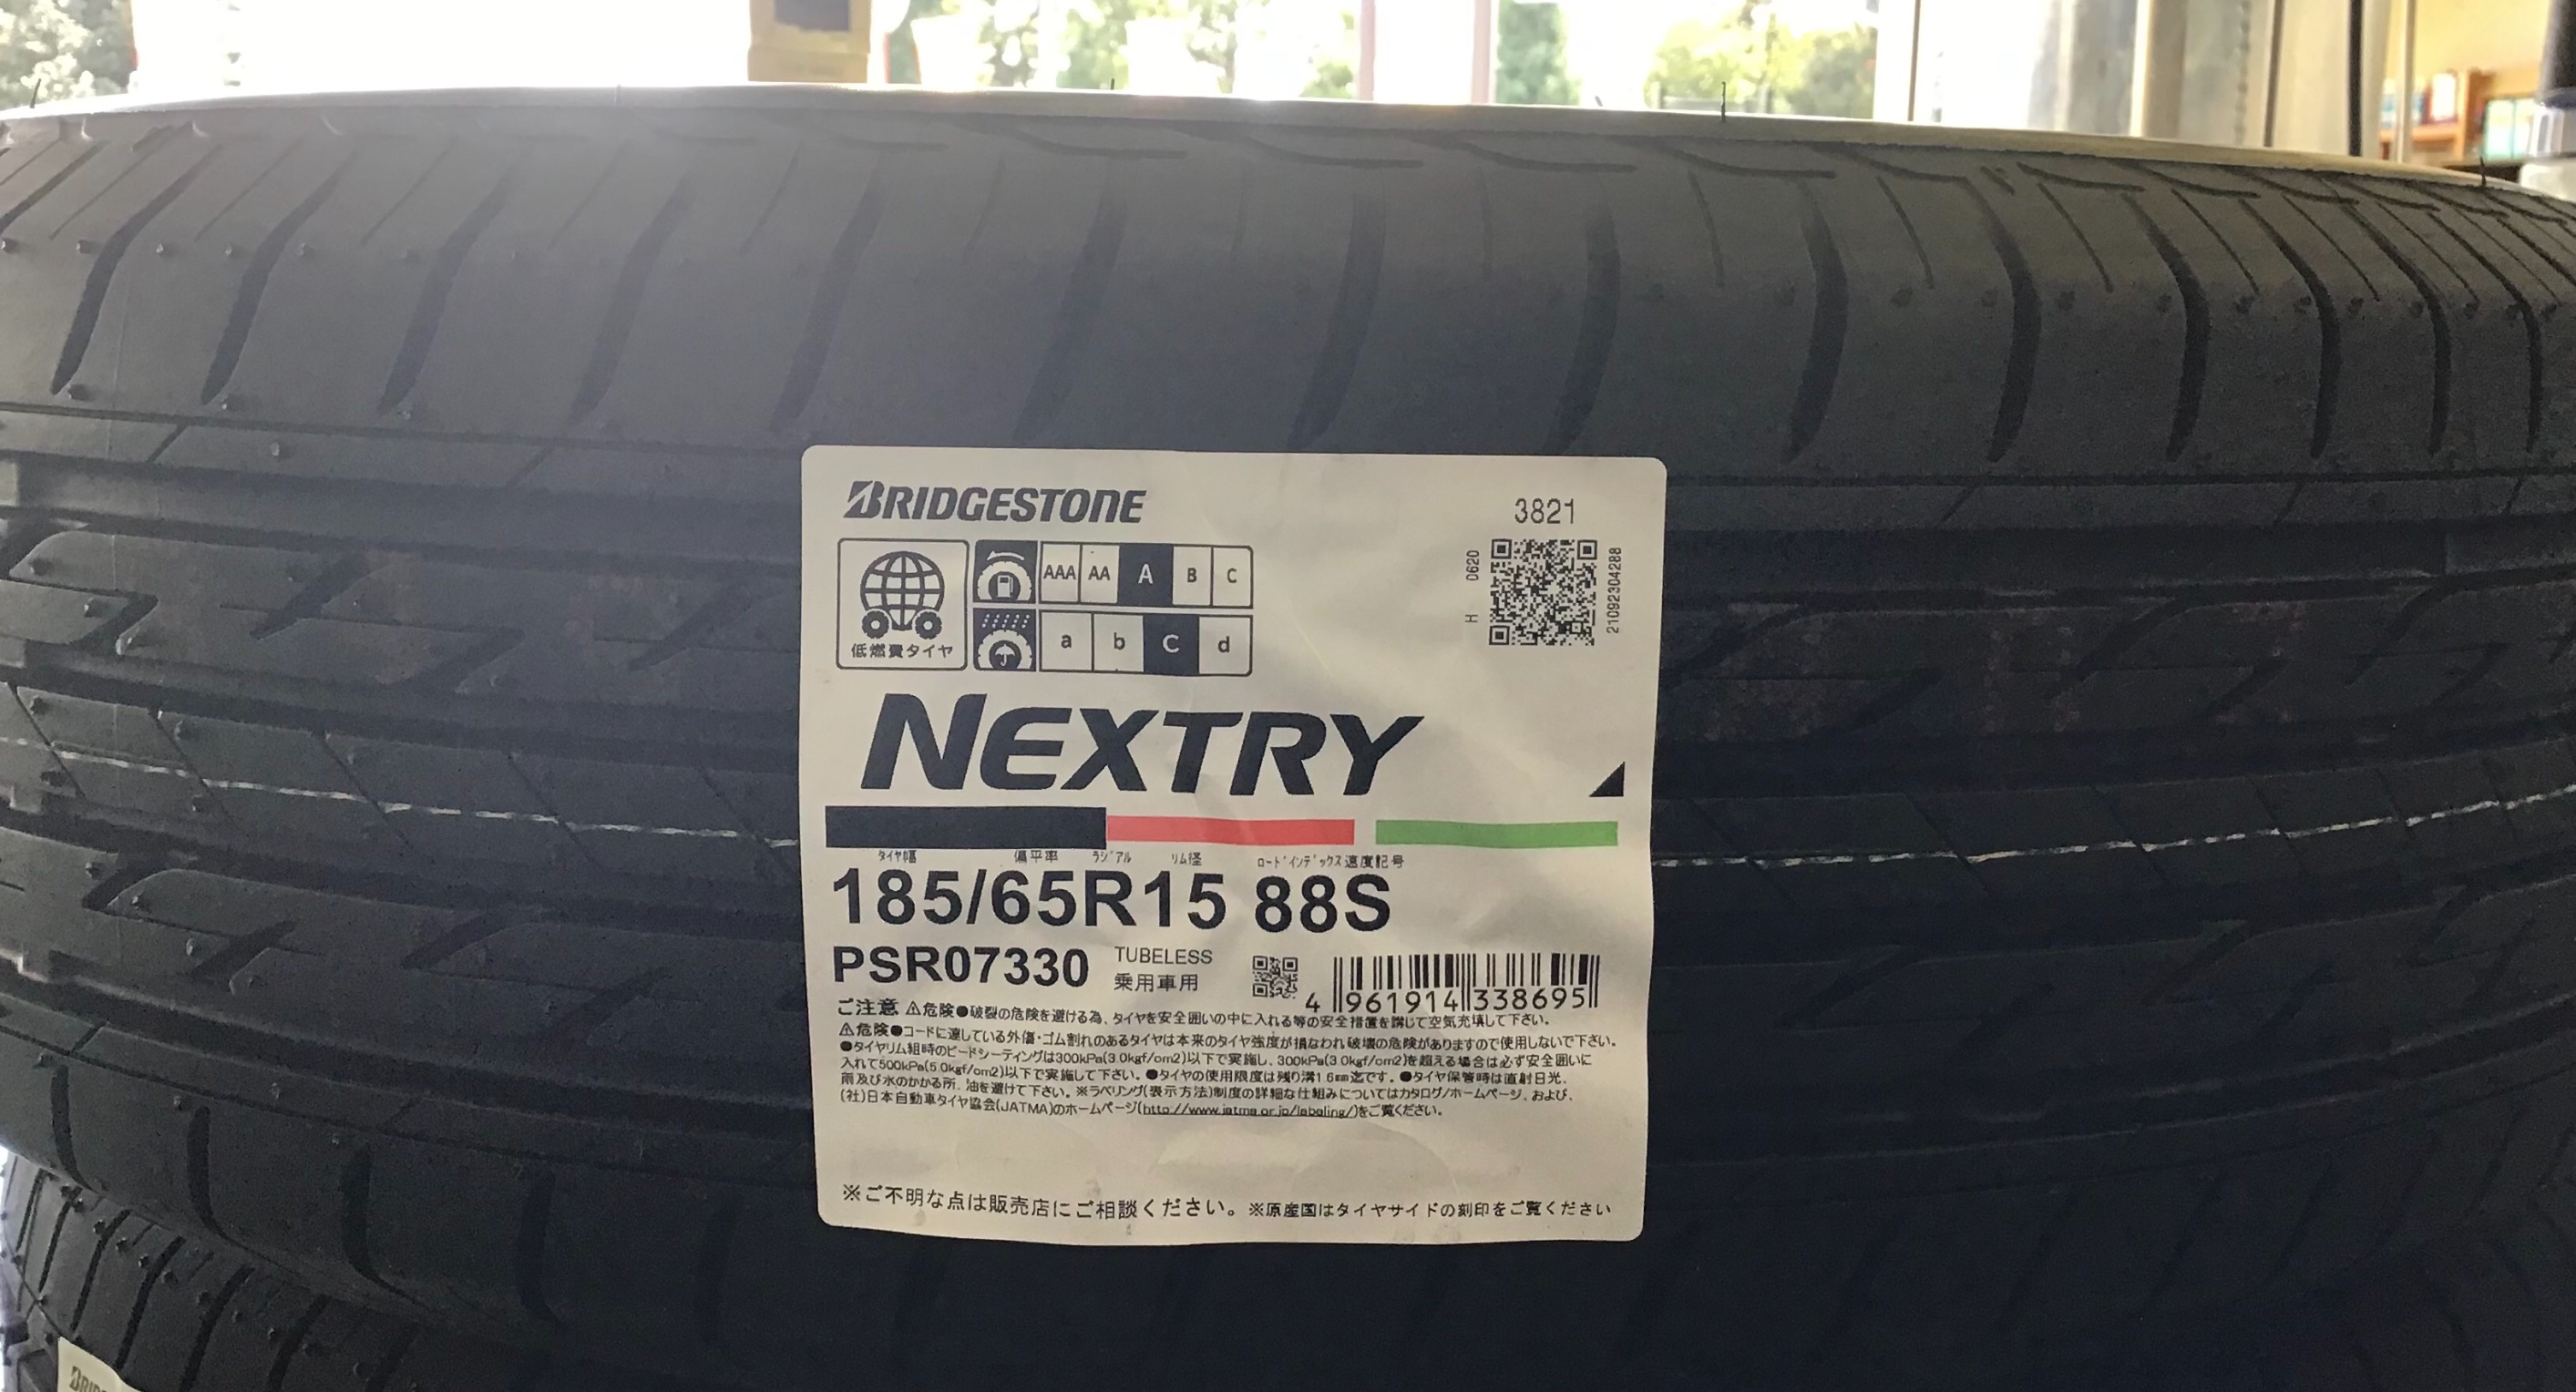 BRIDGESTONE
3821
低燃費タイヤ
AAA AA A B C
a b c d
H 0620
21092304288
NEXTRY
タイヤ幅 偏平率 ラジアル リム径 ロードインデックス 速度記号
185/65R15 88S
PSR07330 TUBELESS
乗用車用
4 961914 338695
ご注意 ⚠危険●破裂の危険を避ける為、タイヤを安全囲いの中に入れる等の安全措置を講じて空気充填して下さい。
⚠危険●コードに達している外傷・ゴム割れのあるタイヤは本来のタイヤ強度が損なわれ破壊の危険がありますので使用しないで下さい。
●タイヤリム組時のビードシーティングは300kPa(3.0kgf/cm2)以下で実施し、300kPa(3.0kgf/cm2)を超える場合は必ず安全囲いに
入れて500kPa(5.0kgf/cm2)以下で実施して下さい。●タイヤの使用限度は残り溝1.6mm迄です。●タイヤ保管時は直射日光、
雨及び水のかかる所、油を避けて下さい。※ラベリング(表示方法)制度の詳細な仕組みについてはカタログ/ホームページ、および、
(社)日本自動車タイヤ協会(JATMA)のホームページ(http://www.jatma.or.jp/labeling/)をご覧ください。
※ご不明な点は販売店にご相談ください。※原産国はタイヤサイドの刻印をご覧ください